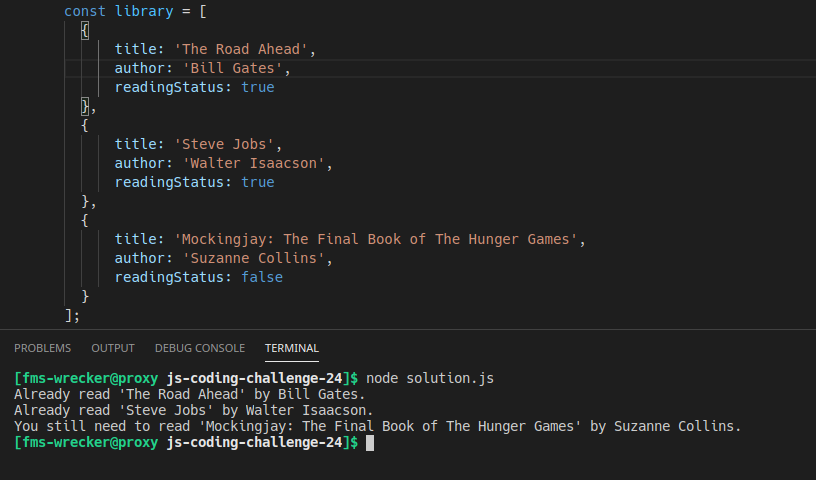 const library = [
{
title: 'The Road Ahead',
author: 'Bill Gates',
readingStatus: true
},
{
title: 'Steve Jobs',
author: 'Walter Isaacson',
readingStatus: true
},
{
title: 'Mockingjay: The Final Book of The Hunger Games',
author: 'Suzanne Collins',
readingStatus: false
}
];
PROBLEMS OUTPUT DEBUG CONSOLE TERMINAL
[fms-wrecker@proxy js-coding-challenge-24]$ node solution.js
Already read 'The Road Ahead' by Bill Gates.
Already read 'Steve Jobs' by Walter Isaacson.
You still need to read 'Mockingjay: The Final Book of The Hunger Games' by Suzanne Collins.
[fms-wrecker@proxy js-coding-challenge-24]$